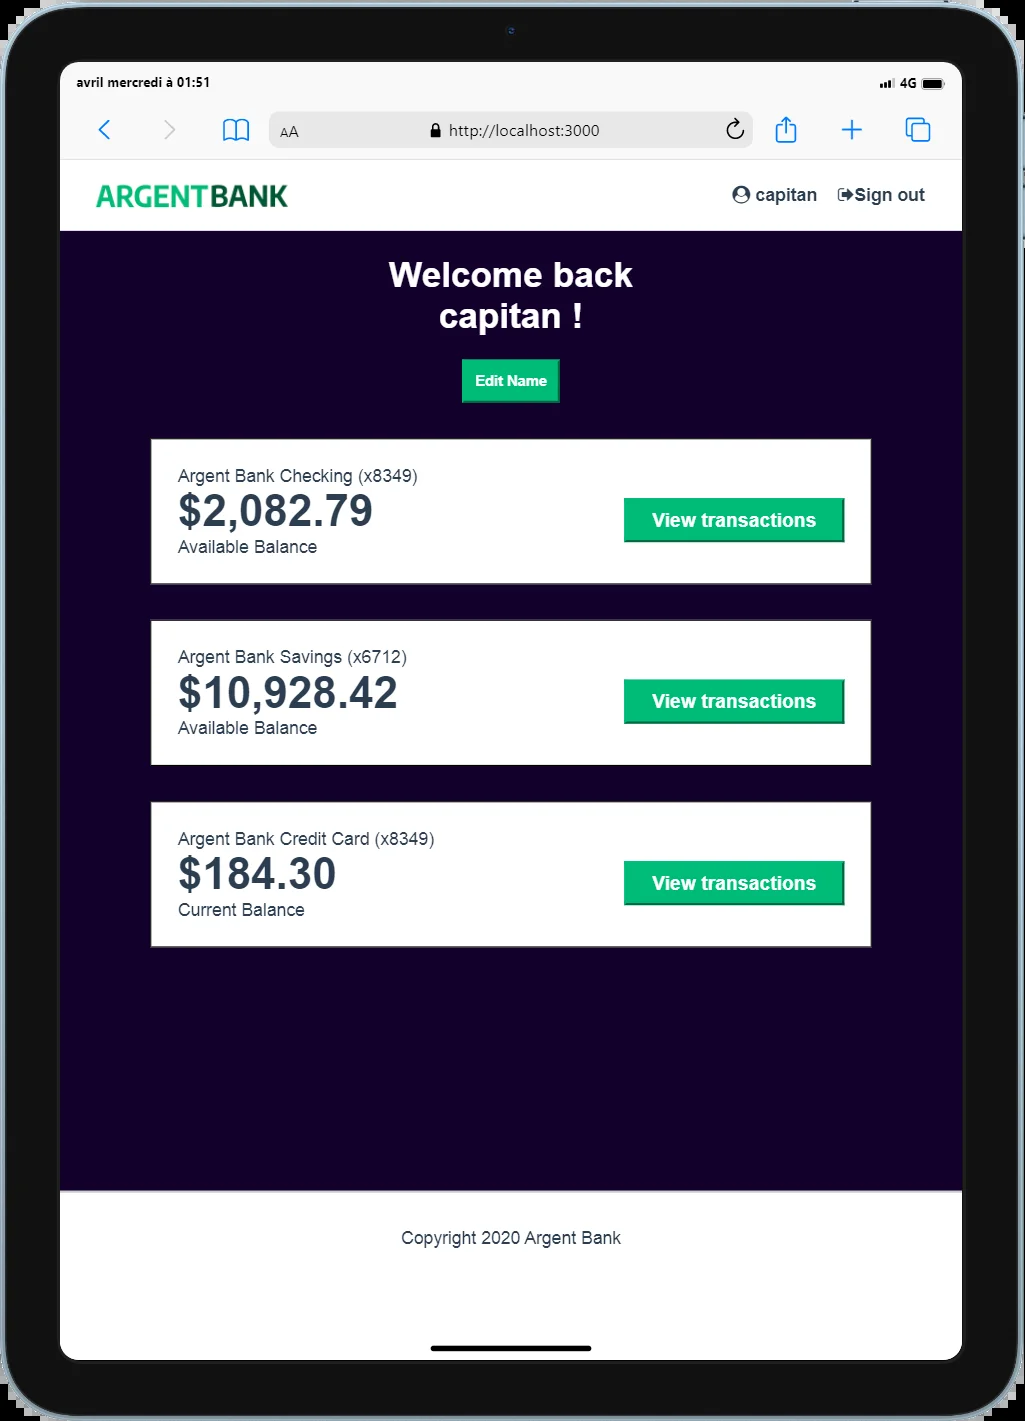 avril mercredi à 01:51
4G
AA
http://localhost:3000
ARGENTBANK
capitan
Sign out
Welcome back
capitan !
Edit Name
Argent Bank Checking (x8349)
$2,082.79
Available Balance
View transactions
Argent Bank Savings (x6712)
$10,928.42
Available Balance
View transactions
Argent Bank Credit Card (x8349)
$184.30
Current Balance
View transactions
Copyright 2020 Argent Bank